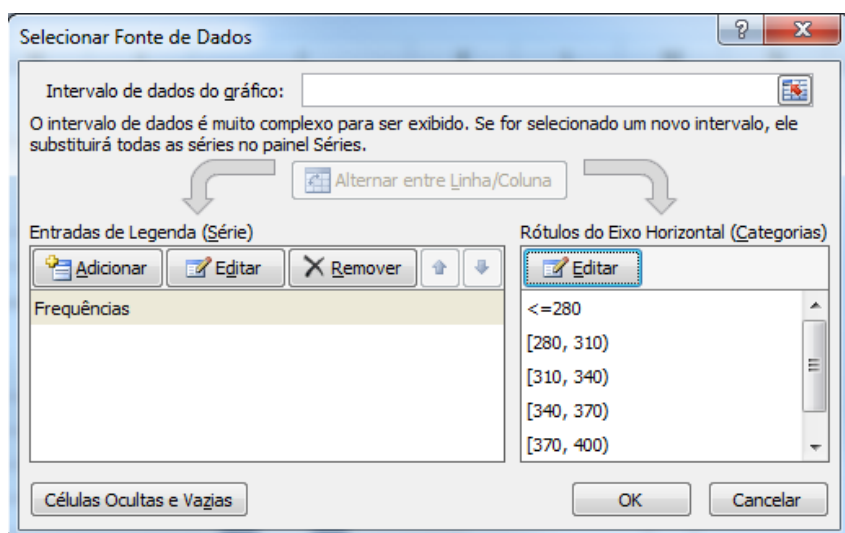 Selecionar Fonte de Dados
Intervalo de dados do gráfico:
O intervalo de dados é muito complexo para ser exibido. Se for selecionado um novo intervalo, ele
substituirá todas as séries no painel Séries.
Alternar entre Linha/Coluna
Entradas de Legenda (Série)
Adicionar Editar Remover
Frequências
Rótulos do Eixo Horizontal (Categorias)
Editar
<=280
[280, 310)
[310, 340)
[340, 370)
[370, 400)
Células Ocultas e Vazias
OK Cancelar